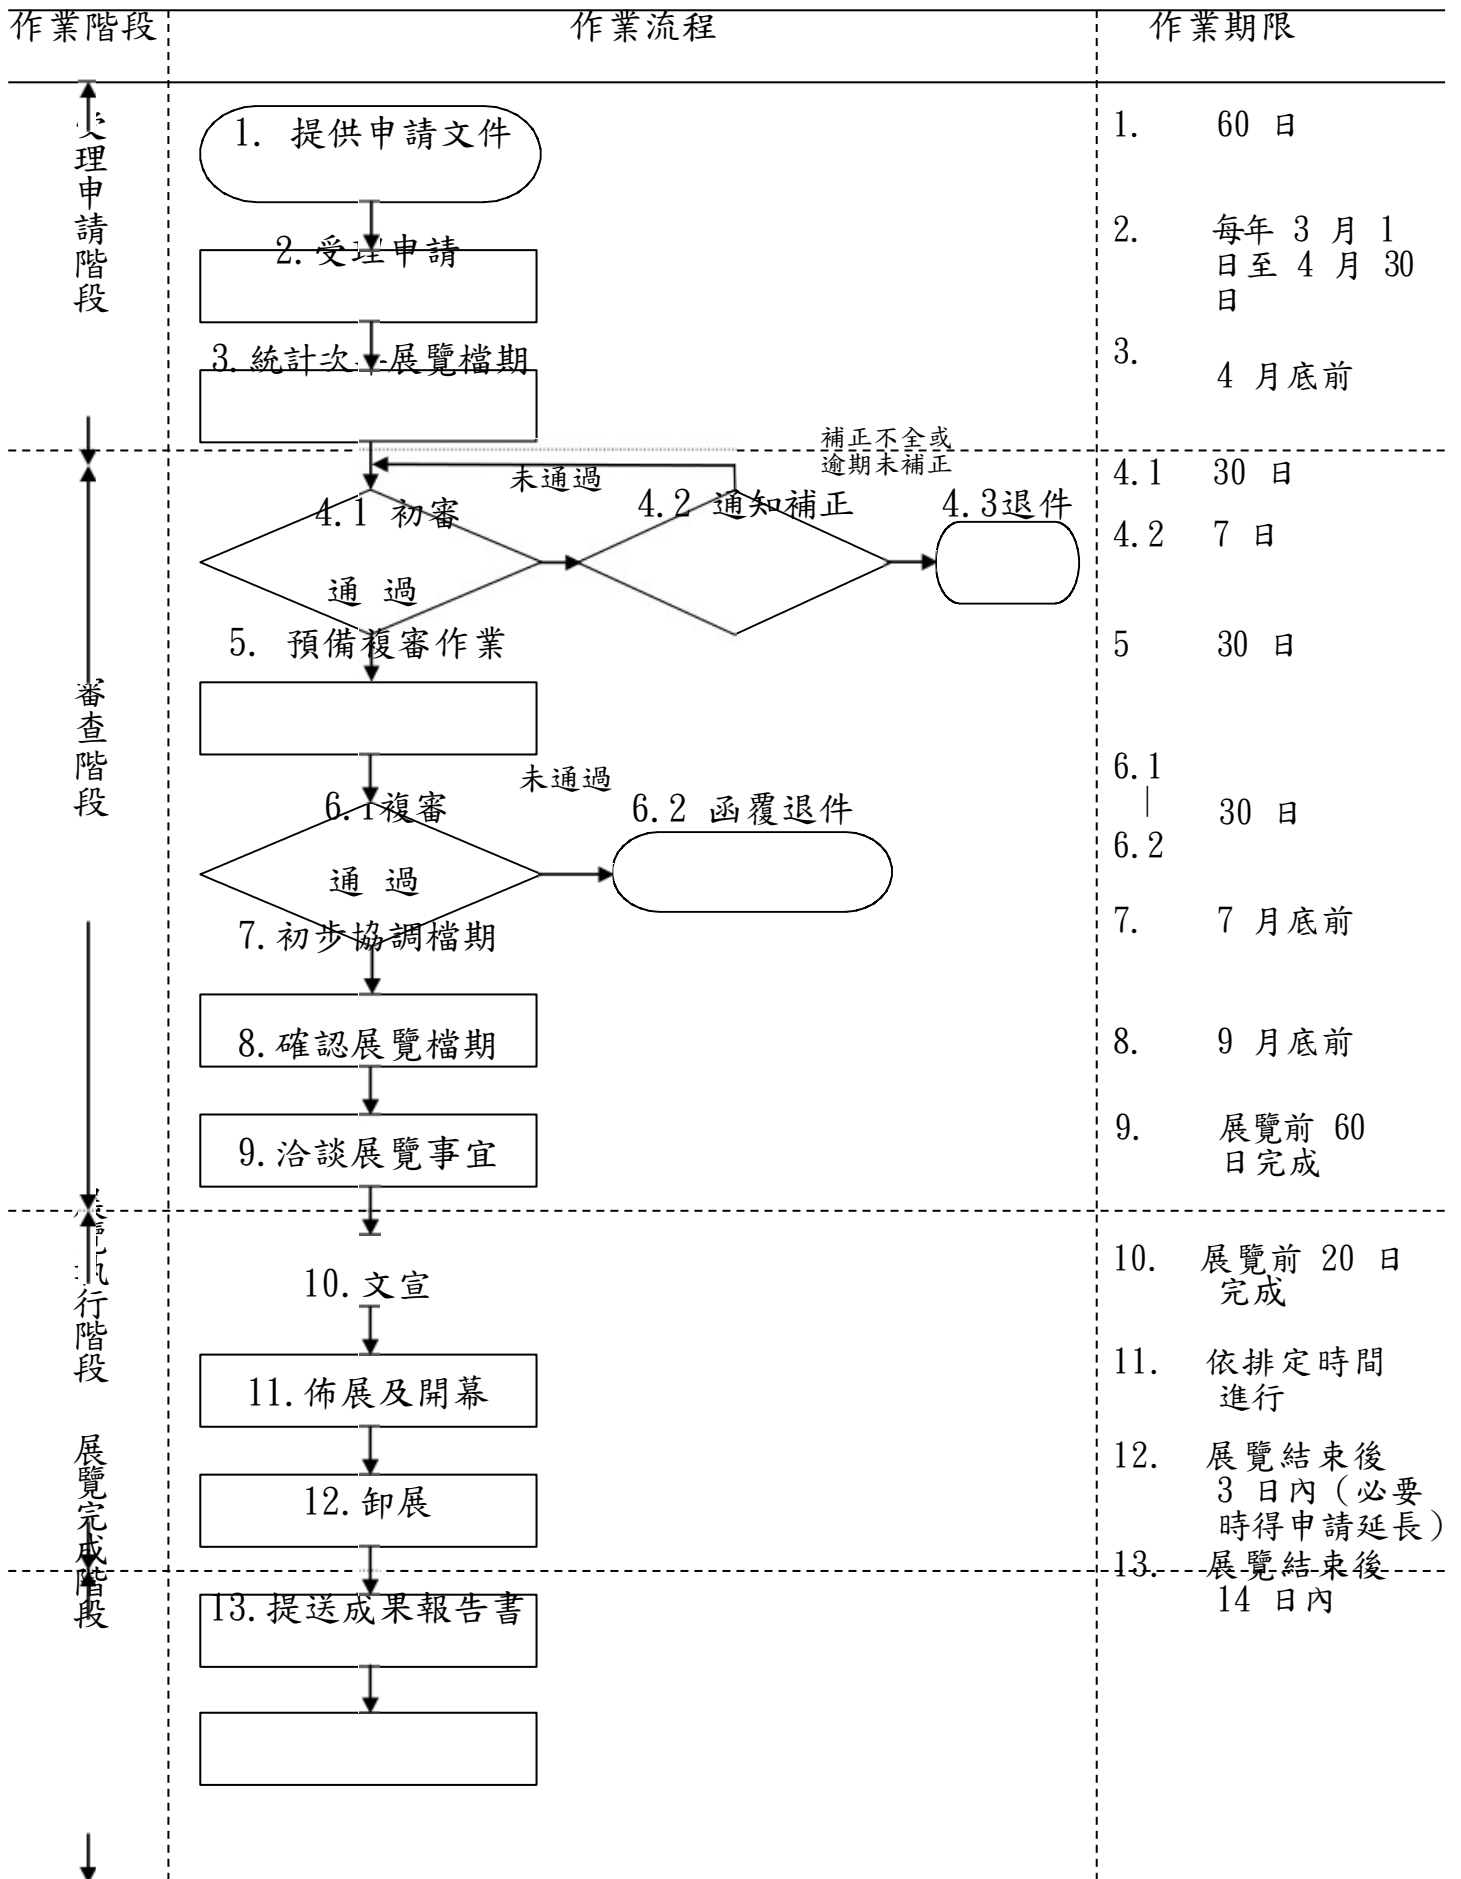 作業階段 作業流程 作業期限
受理申請階段
1. 提供申請文件
1. 60 日
2.受理申請
2. 每年 3 月 1
日至 4 月 30
日
3.統計次 展覽檔期
3.
4 月底前
補正不全或
逾期未補正
未通過
4.1 初審
4.2 通知補正
4.3退件
4.1 30 日
4.2 7 日
通 過
5. 預備複審作業
5 30 日
審查階段
未通過
6.1複審
6.2 函覆退件
6.1
|
6.2
30 日
通 過
7.初步協調檔期
7. 7 月底前
8.確認展覽檔期
8. 9 月底前
9.洽談展覽事宜
9. 展覽前 60
日完成
展覽執行階段
10.文宣
10. 展覽前 20 日
完成
11.佈展及開幕
11. 依排定時間
進行
展覽完成階段
12.卸展
12. 展覽結束後
3 日內（必要
時得申請延長）
13.提送成果報告書
13. 展覽結束後
14 日內